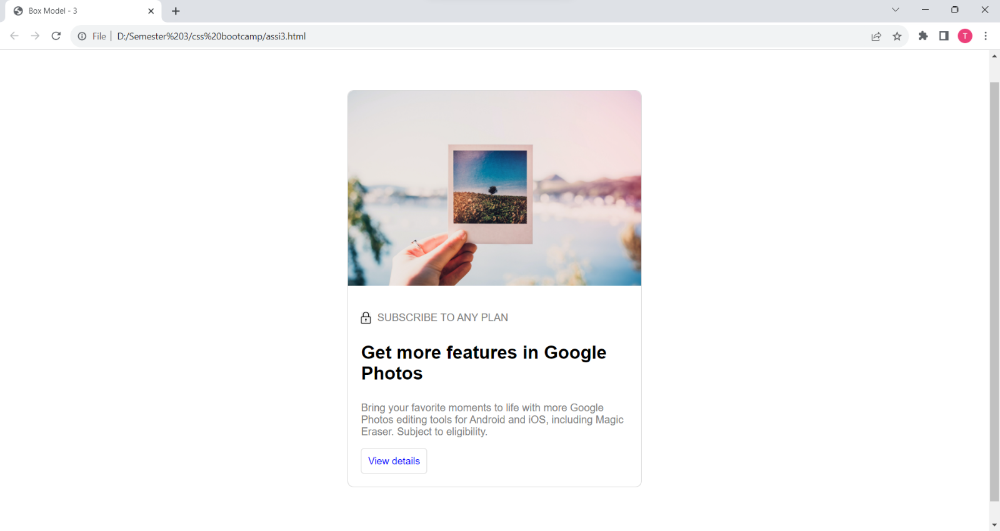 Box Model - 3
File
D:/Semester%203/css%20bootcamp/assi3.html
T
SUBSCRIBE TO ANY PLAN
Get more features in Google
Photos
Bring your favorite moments to life with more Google
Photos editing tools for Android and iOS, including Magic
Eraser. Subject to eligibility.
View details